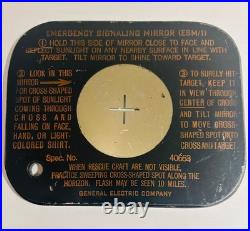 EMERGENCY SIGNALING MIRROR (ESM/1)
① HOLD THIS SIDE OF MIRROR CLOSE TO FACE AND
REFLECT SUNLIGHT ON ANY NEARBY SURFACE IN LINE WITH
TARGET. TILT MIRROR TO SHINE TOWARD TARGET.
② LOOK IN THIS
MIRROR
FOR CROSS-SHAPED
SPOT OF SUNLIGHT
COMING THROUGH
CROSS AND
FALLING ON FACE,
HAND, OR LIGHT-
COLORED SHIRT.
③ TO SURELY HIT
TARGET, KEEP IT
IN VIEW THROUGH
CENTER OF CROSS
AND TILT MIRROR
TO MOVE CROSS-
SHAPED SPOT ONTO
CROSS AND TARGET.
Spec. No. 40653
WHEN RESCUE CRAFT ARE NOT VISIBLE,
PRACTICE SWEEPING CROSS-SHAPED SPOT ALONG THE
HORIZON. FLASH MAY BE SEEN 10 MILES.
GENERAL ELECTRIC COMPANY